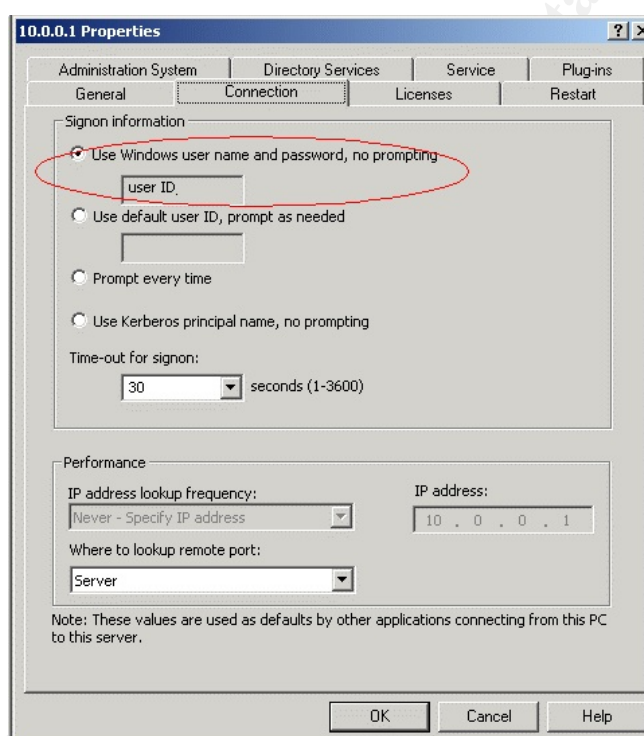 10.0.0.1 Properties
Administration System Directory Services Service Plug-ins
General Connection Licenses Restart
Signon information
Use Windows user name and password, no prompting
user ID.
Use default user ID, prompt as needed
Prompt every time
Use Kerberos principal name, no prompting
Time-out for signon:
30 seconds (1-3600)
Performance
IP address lookup frequency: IP address:
Never - Specify IP address 10 . 0 . 0 . 1
Where to lookup remote port:
Server
Note: These values are used as defaults by other applications connecting from this PC
to this server.
OK Cancel Help